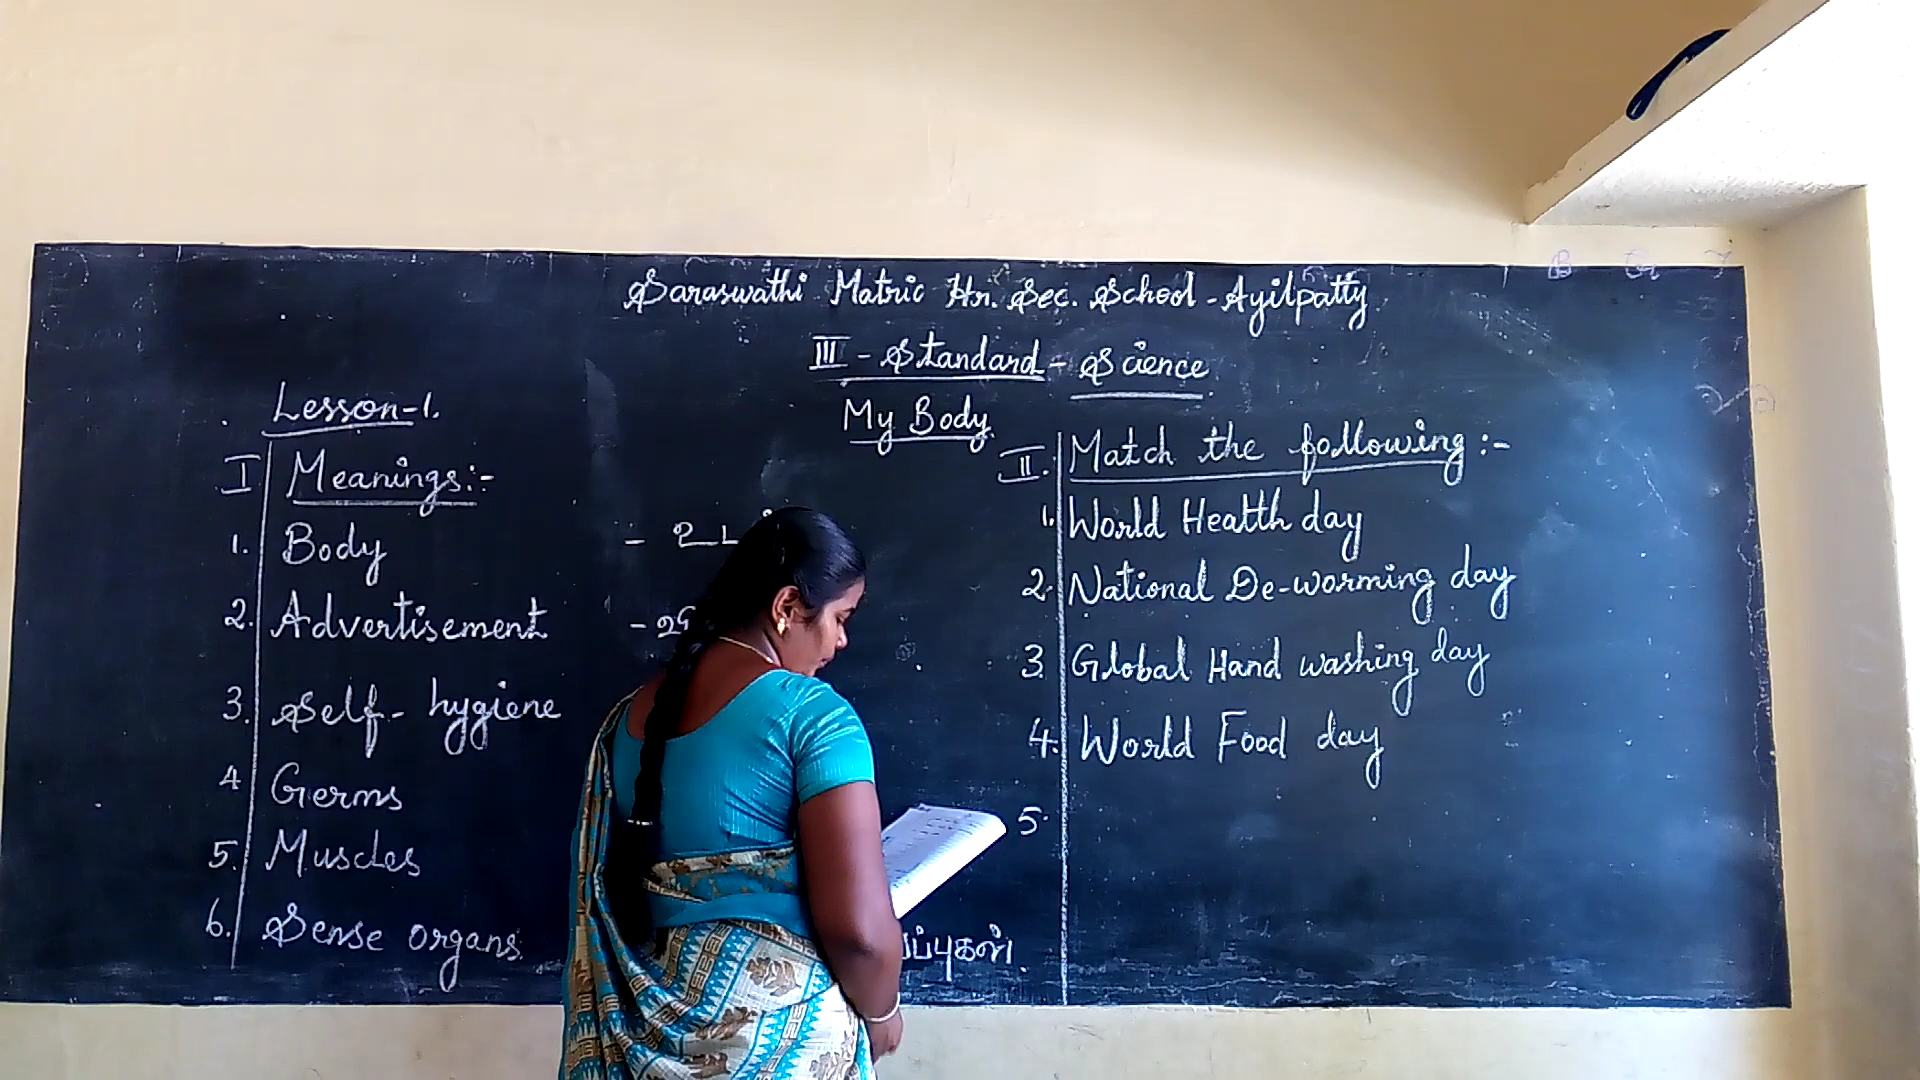 Saraswathi Matric Hr. Sec. School - Ayilpatty
III - Standard - Science
Lesson-1.
My Body
I Meanings:-
1. Body -
2. Advertisement -
3. Self- hygiene
4 Germs
5. Muscles
6. Sense organs.
II. Match the following :-
1. World Health day
2. National De-worming day
3. Global Hand washing day
4. World Food day
5.